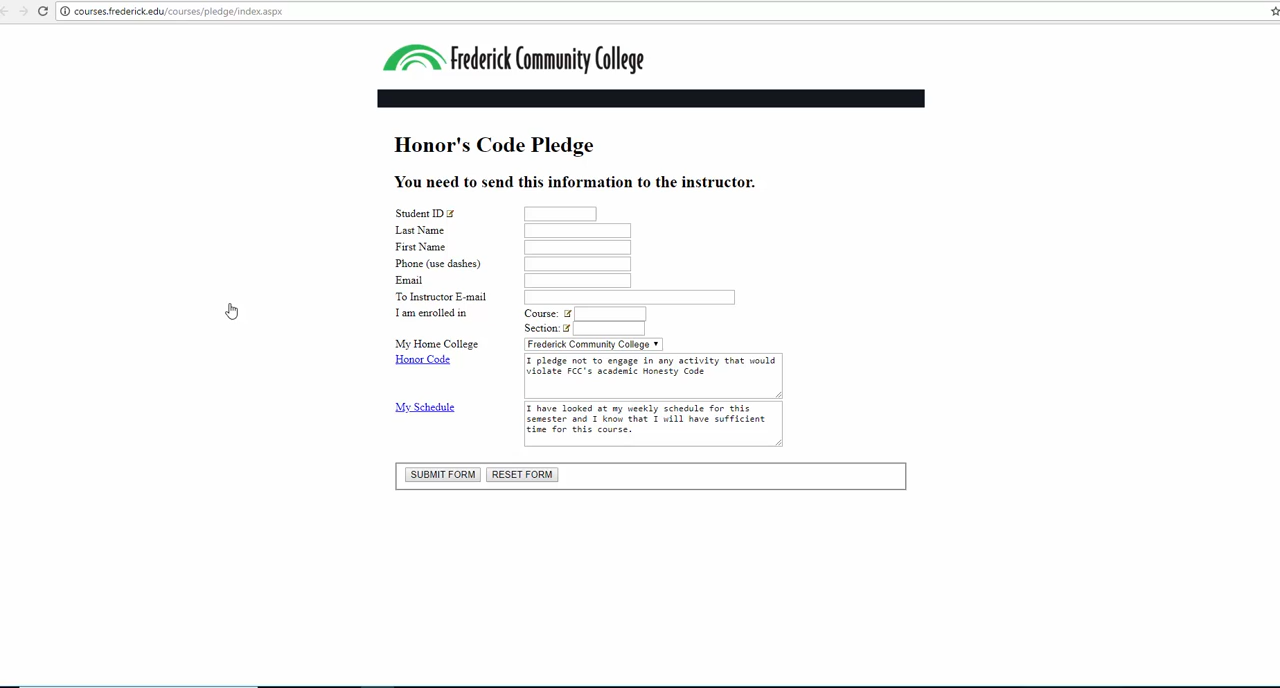 courses.frederick.edu/courses/pledge/index.aspx
Frederick Community College
Honor's Code Pledge
You need to send this information to the instructor.
Student ID
Last Name
First Name
Phone (use dashes)
Email
To Instructor E-mail
I am enrolled in Course:
Section:
My Home College Frederick Community College
Honor Code
I pledge not to engage in any activity that would
violate FCC's academic Honesty Code
My Schedule
I have looked at my weekly schedule for this
semester and I know that I will have sufficient
time for this course.
SUBMIT FORM RESET FORM